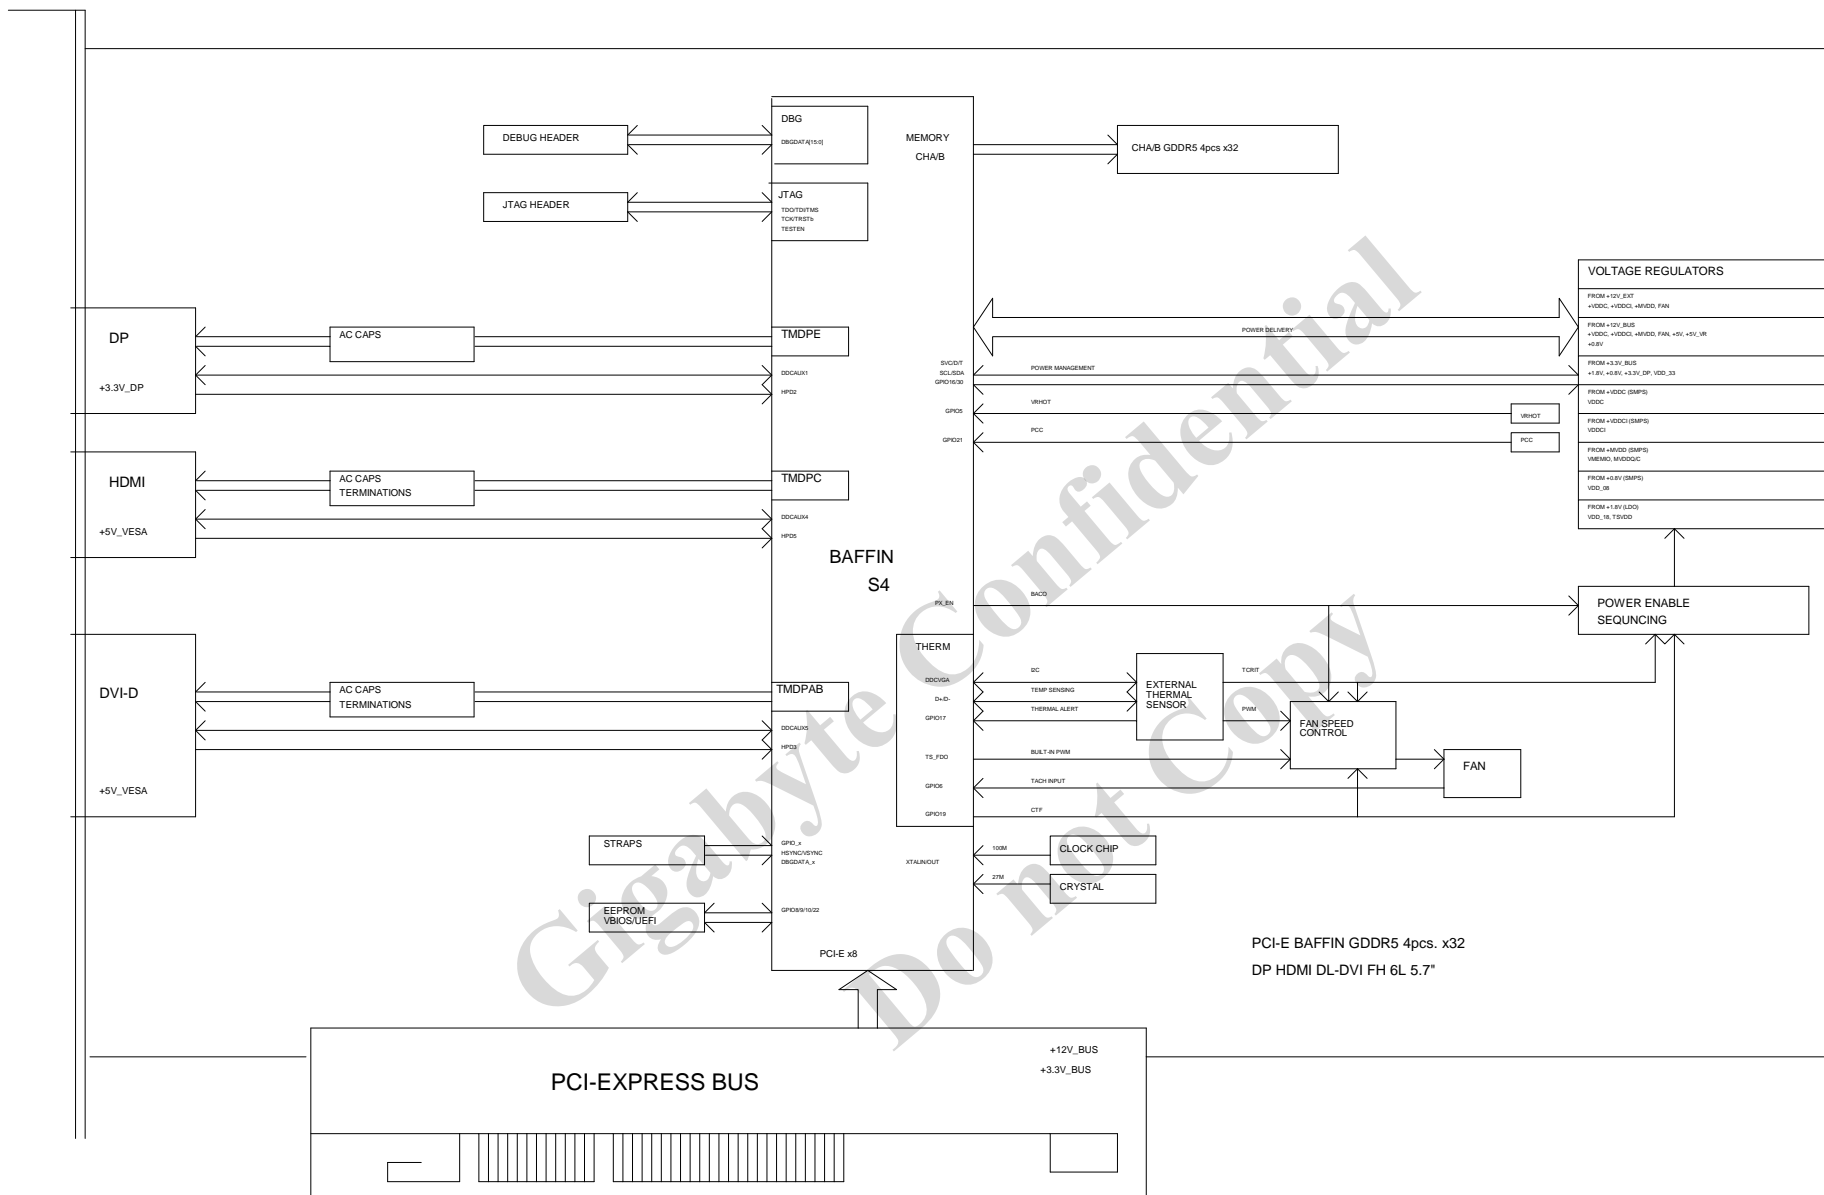 DBG
DBGDATA[15:0]
DEBUG HEADER
MEMORY
CHA/B
CHA/B GDDR5 4pcs x32
JTAG
TDO/TDI/TMS
TCK/TRSTb
TESTEN
JTAG HEADER
DP
+3.3V_DP
AC CAPS
TMDPE
DDCAUX1
HPD2
HDMI
+5V_VESA
AC CAPS
TERMINATIONS
TMDPC
DDCAUX4
HPD5
DVI-D
+5V_VESA
AC CAPS
TERMINATIONS
TMDPAB
DDCAUX5
HPD3
BAFFIN
S4
POWER DELIVERY
SVC/D/T
SCL/SDA
GPIO16/30
POWER MANAGEMENT
GPIO5
VRHOT
VRHOT
GPIO21
PCC
PCC
VOLTAGE REGULATORS
FROM +12V_EXT
+VDDC, +VDDCI, +MVDD, FAN
FROM +12V_BUS
+VDDC, +VDDCI, +MVDD, FAN, +5V, +5V_VR
+0.8V
FROM +3.3V_BUS
+1.8V, +0.8V, +3.3V_DP, VDD_33
FROM +VDDC (SMPS)
VDDC
FROM +VDDCI (SMPS)
VDDCI
FROM +MVDD (SMPS)
VMEMIO, MVDDQ/C
FROM +0.8V (SMPS)
VDD_08
FROM +1.8V (LDO)
VDD_18, TSVDD
PX_EN
BACO
POWER ENABLE
SEQUNCING
THERM
DDCVGA
I2C
D+/D-
TEMP SENSING
GPIO17
THERMAL ALERT
EXTERNAL
THERMAL
SENSOR
TCRIT
PWM
FAN SPEED
CONTROL
TS_FDO
BUILT-IN PWM
FAN
GPIO6
TACH INPUT
GPIO19
CTF
STRAPS
GPIO_x
HSYNC/VSYNC
DBGDATA_x
XTALIN/OUT
100M
CLOCK CHIP
27M
CRYSTAL
EEPROM
VBIOS/UEFI
GPIO8/9/10/22
PCI-E x8
PCI-E BAFFIN GDDR5 4pcs. x32
DP HDMI DL-DVI FH 6L 5.7"
+12V_BUS
+3.3V_BUS
PCI-EXPRESS BUS
Gigabyte Confidential
Do not Copy